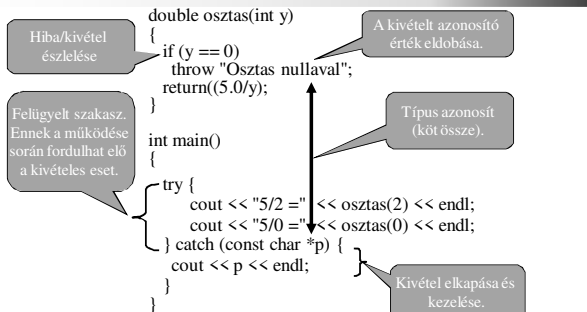 double osztas(int y)
{
if (y == 0)
throw "Osztas nullaval";
return((5.0/y);
}
int main()
{
try {
cout << "5/2 =" << osztas(2) << endl;
cout << "5/0 =" << osztas(0) << endl;
} catch (const char *p) {
cout << p << endl;
}
}
Hiba/kivétel
észlelése
A kivételt azonosító
érték eldobása.
Felügyelt szakasz.
Ennek a működése
során fordulhat elő
a kivételes eset.
Típus azonosít
(köt össze).
Kivétel elkapása és
kezelése.